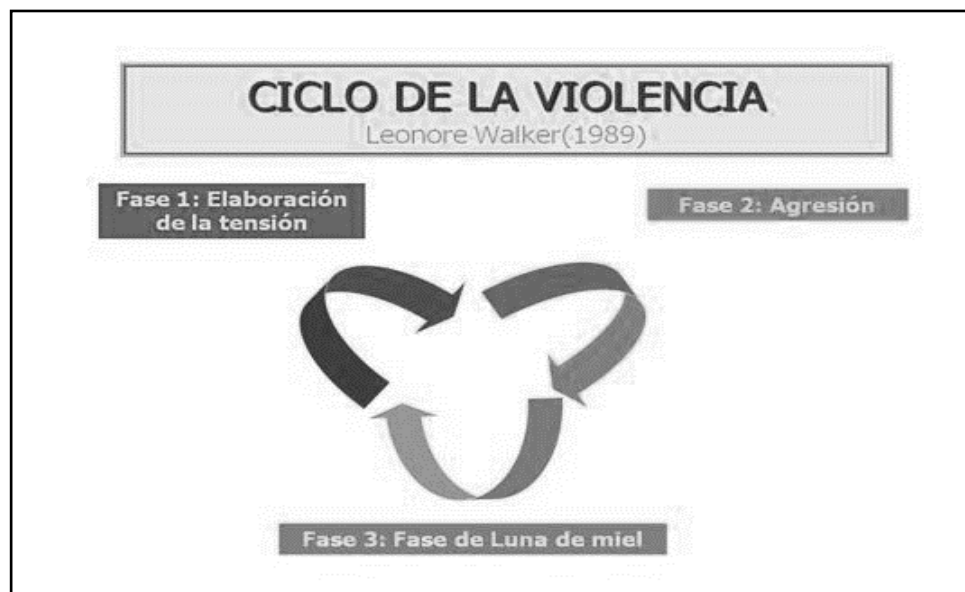 CICLO DE LA VIOLENCIA
Leonore Walker(1989)
Fase 1: Elaboración
de la tensión
Fase 2: Agresión
Fase 3: Fase de Luna de miel